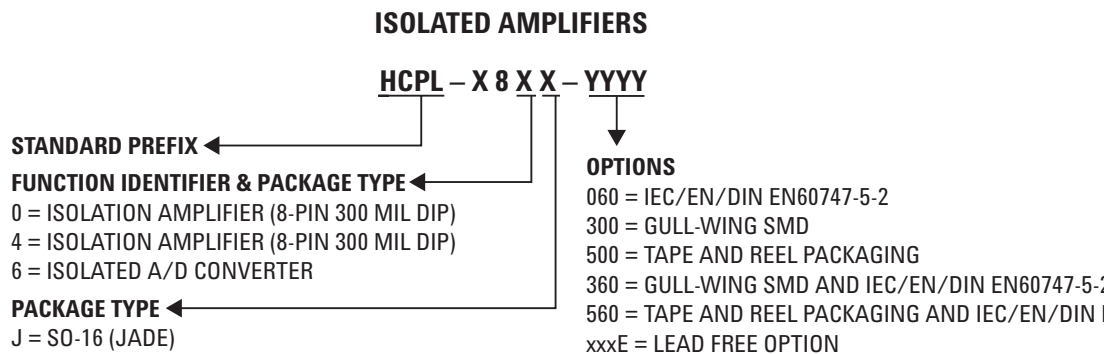 ISOLATED AMPLIFIERS
HCPL – X 8 X X – YYYY
STANDARD PREFIX
FUNCTION IDENTIFIER & PACKAGE TYPE
0 = ISOLATION AMPLIFIER (8-PIN 300 MIL DIP)
4 = ISOLATION AMPLIFIER (8-PIN 300 MIL DIP)
6 = ISOLATED A/D CONVERTER
PACKAGE TYPE
J = SO-16 (JADE)
OPTIONS
060 = IEC/EN/DIN EN60747-5-2
300 = GULL-WING SMD
500 = TAPE AND REEL PACKAGING
360 = GULL-WING SMD AND IEC/EN/DIN EN60747-5-2
560 = TAPE AND REEL PACKAGING AND IEC/EN/DIN
xxxE = LEAD FREE OPTION